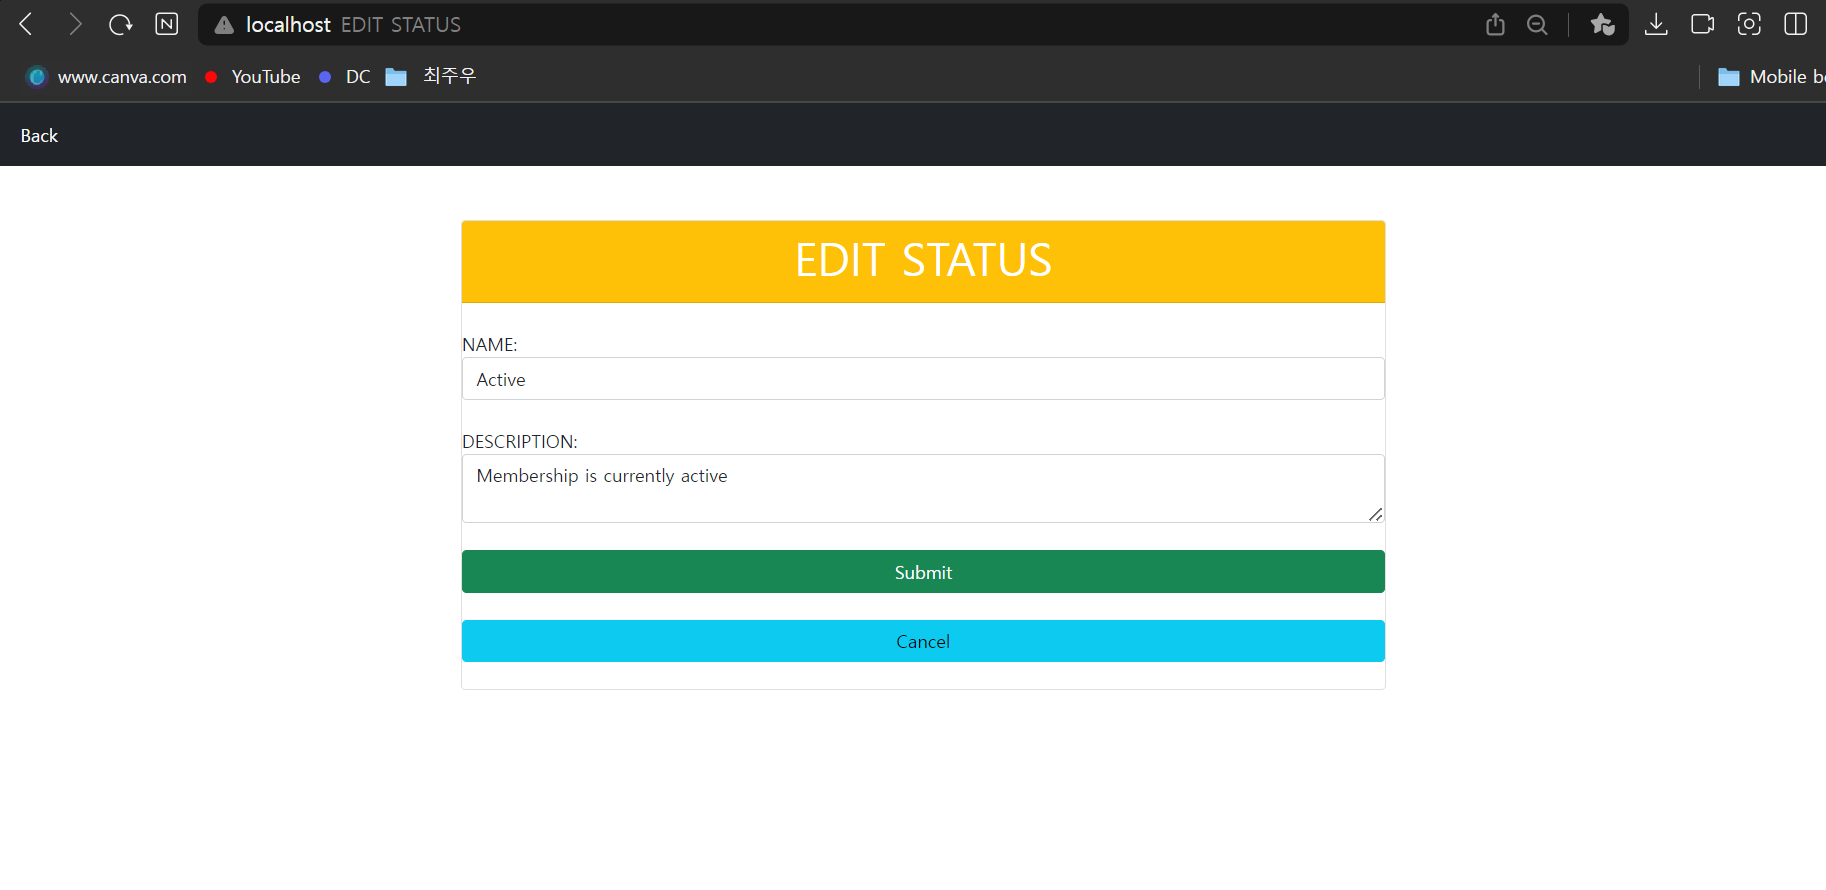 N localhost EDIT STATUS
www.canva.com YouTube DC 최주우 Mobile
Back
EDIT STATUS
NAME:
Active
DESCRIPTION:
Membership is currently active
Submit
Cancel